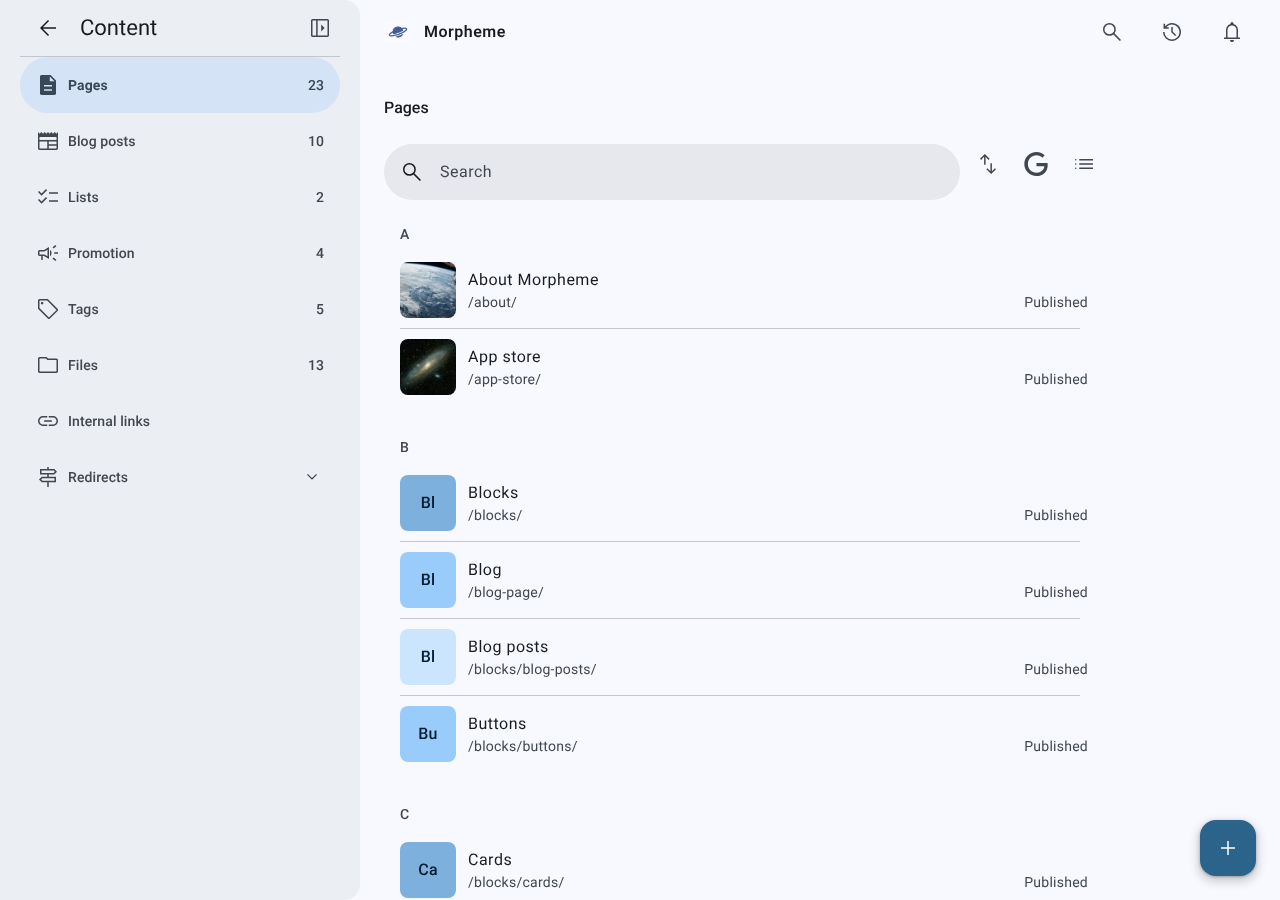 Content
Pages 23
Blog posts 10
Lists 2
Promotion 4
Tags 5
Files 13
Internal links
Redirects
Morpheme
Pages
Search
A
About Morpheme
/about/ Published
App store
/app-store/ Published
B
Bl Blocks
/blocks/ Published
Bl Blog
/blog-page/ Published
Bl Blog posts
/blocks/blog-posts/ Published
Bu Buttons
/blocks/buttons/ Published
C
Ca Cards
/blocks/cards/ Published